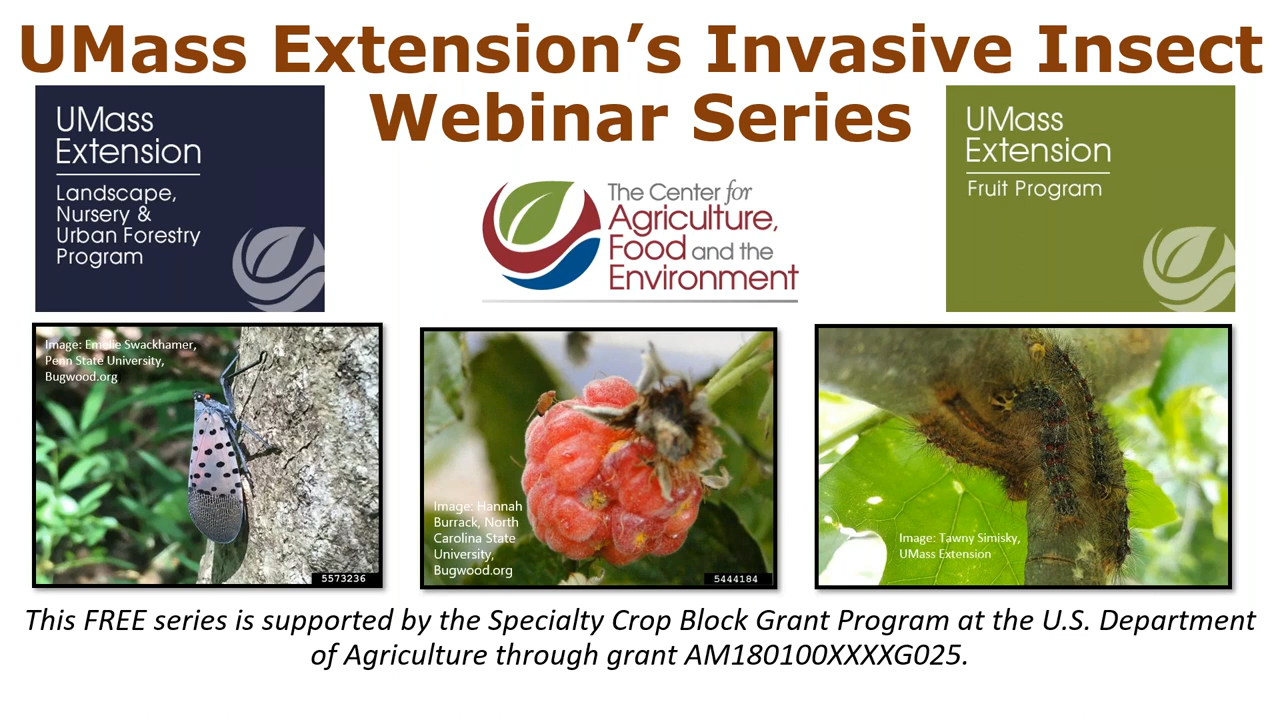 UMass Extension’s Invasive Insect
Webinar Series
UMass
Extension
Landscape,
Nursery &
Urban Forestry
Program
The Center for
Agriculture,
Food and the
Environment
UMass
Extension
Fruit Program
Image: Emelie Swackhamer,
Penn State University,
Bugwood.org
5573236
Image: Hannah
Burrack, North
Carolina State
University,
Bugwood.org
5444184
Image: Tawny Simisky,
UMass Extension
This FREE series is supported by the Specialty Crop Block Grant Program at the U.S. Department
of Agriculture through grant AM180100XXXXG025.